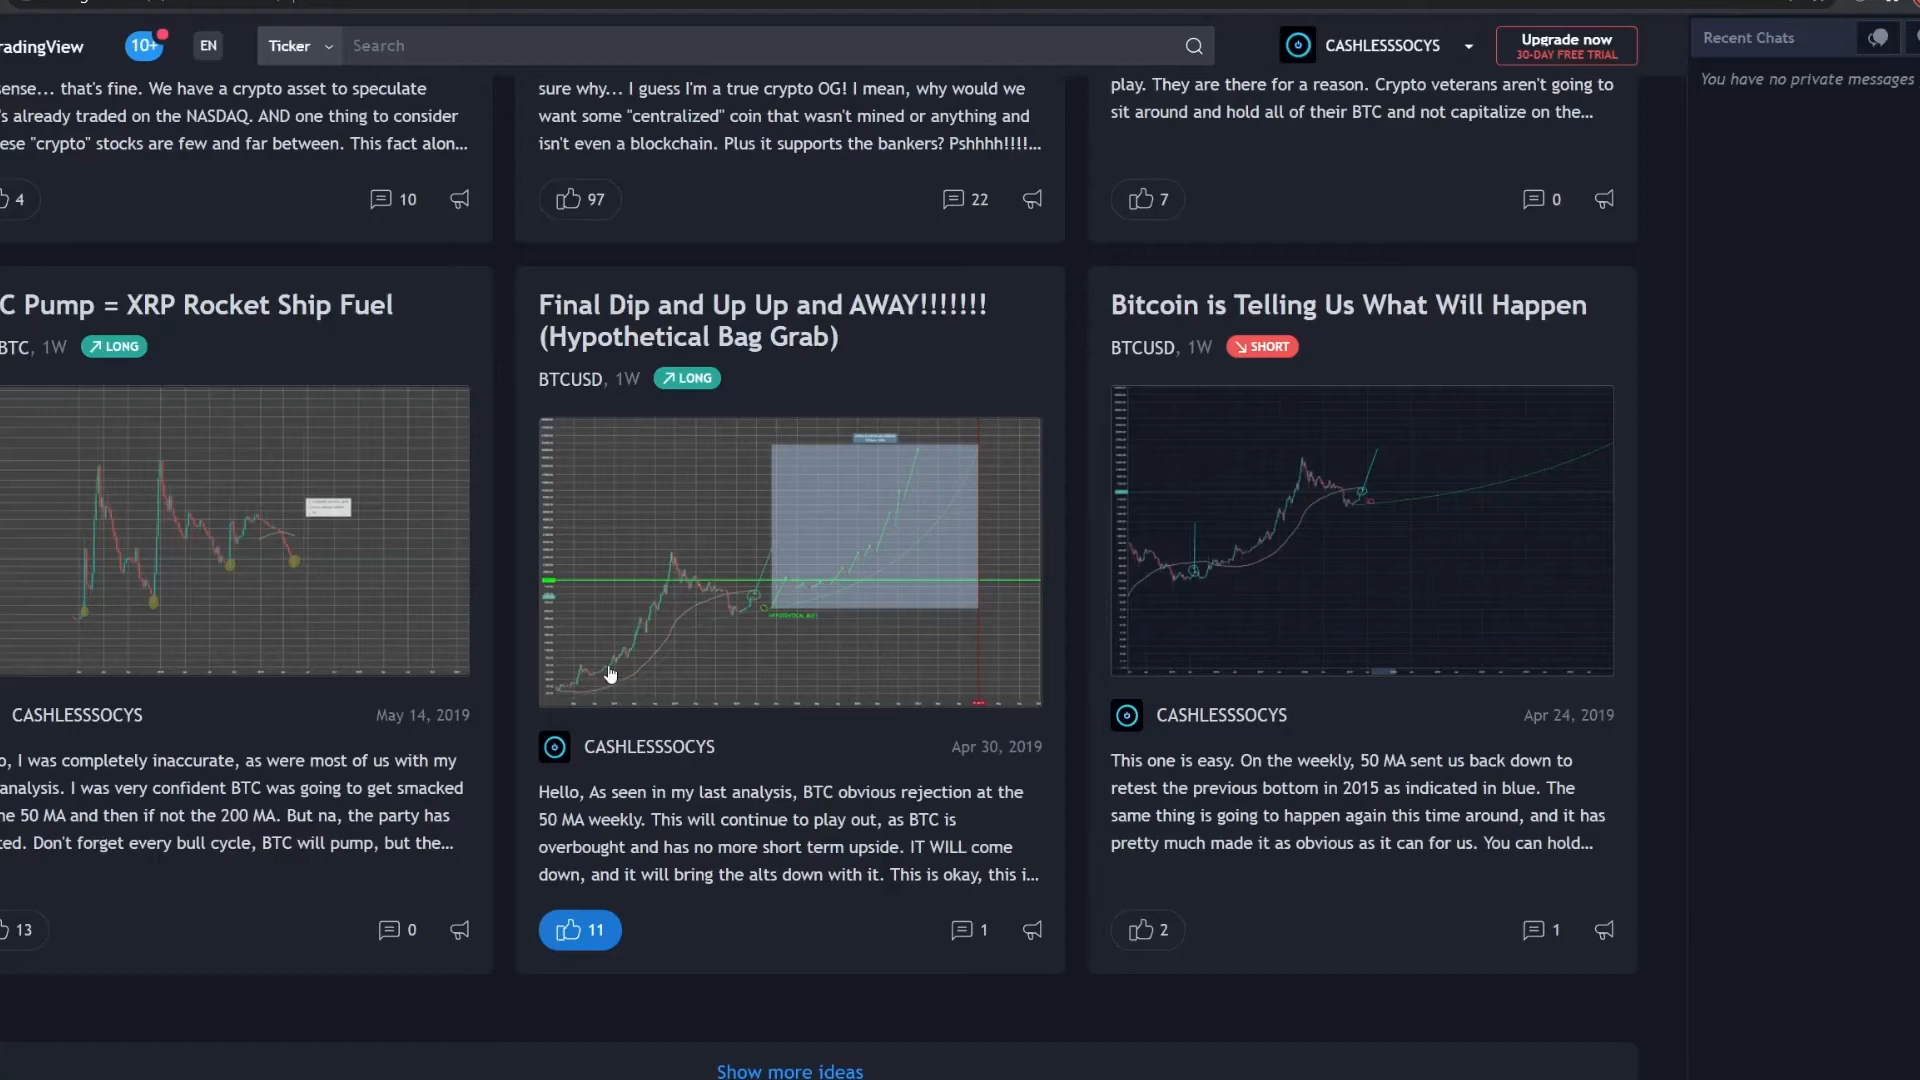 radingView
10+
EN
Ticker
Search
CASHLESSSOCYS
Upgrade now
30-DAY FREE TRIAL
Recent Chats
You have no private messages
sense... that's fine. We have a crypto asset to speculate
's already traded on the NASDAQ. AND one thing to consider
ese "crypto" stocks are few and far between. This fact alon...
4
10
sure why... I guess I'm a true crypto OG! I mean, why would we
want some "centralized" coin that wasn't mined or anything and
isn't even a blockchain. Plus it supports the bankers? Pshhhh!!!!...
97
22
play. They are there for a reason. Crypto veterans aren't going to
sit around and hold all of their BTC and not capitalize on the...
7
0
C Pump = XRP Rocket Ship Fuel
BTC, 1W
LONG
CASHLESSSOCYS
May 14, 2019
o, I was completely inaccurate, as were most of us with my
analysis. I was very confident BTC was going to get smacked
he 50 MA and then if not the 200 MA. But na, the party has
ted. Don't forget every bull cycle, BTC will pump, but the...
13
0
Final Dip and Up Up and AWAY!!!!!!!
(Hypothetical Bag Grab)
BTCUSD, 1W
LONG
HYPOTHETICAL BUY
CASHLESSSOCYS
Apr 30, 2019
Hello, As seen in my last analysis, BTC obvious rejection at the
50 MA weekly. This will continue to play out, as BTC is
overbought and has no more short term upside. IT WILL come
down, and it will bring the alts down with it. This is okay, this i...
11
1
Bitcoin is Telling Us What Will Happen
BTCUSD, 1W
SHORT
CASHLESSSOCYS
Apr 24, 2019
This one is easy. On the weekly, 50 MA sent us back down to
retest the previous bottom in 2015 as indicated in blue. The
same thing is going to happen again this time around, and it has
pretty much made it as obvious as it can for us. You can hold...
2
1
Show more ideas